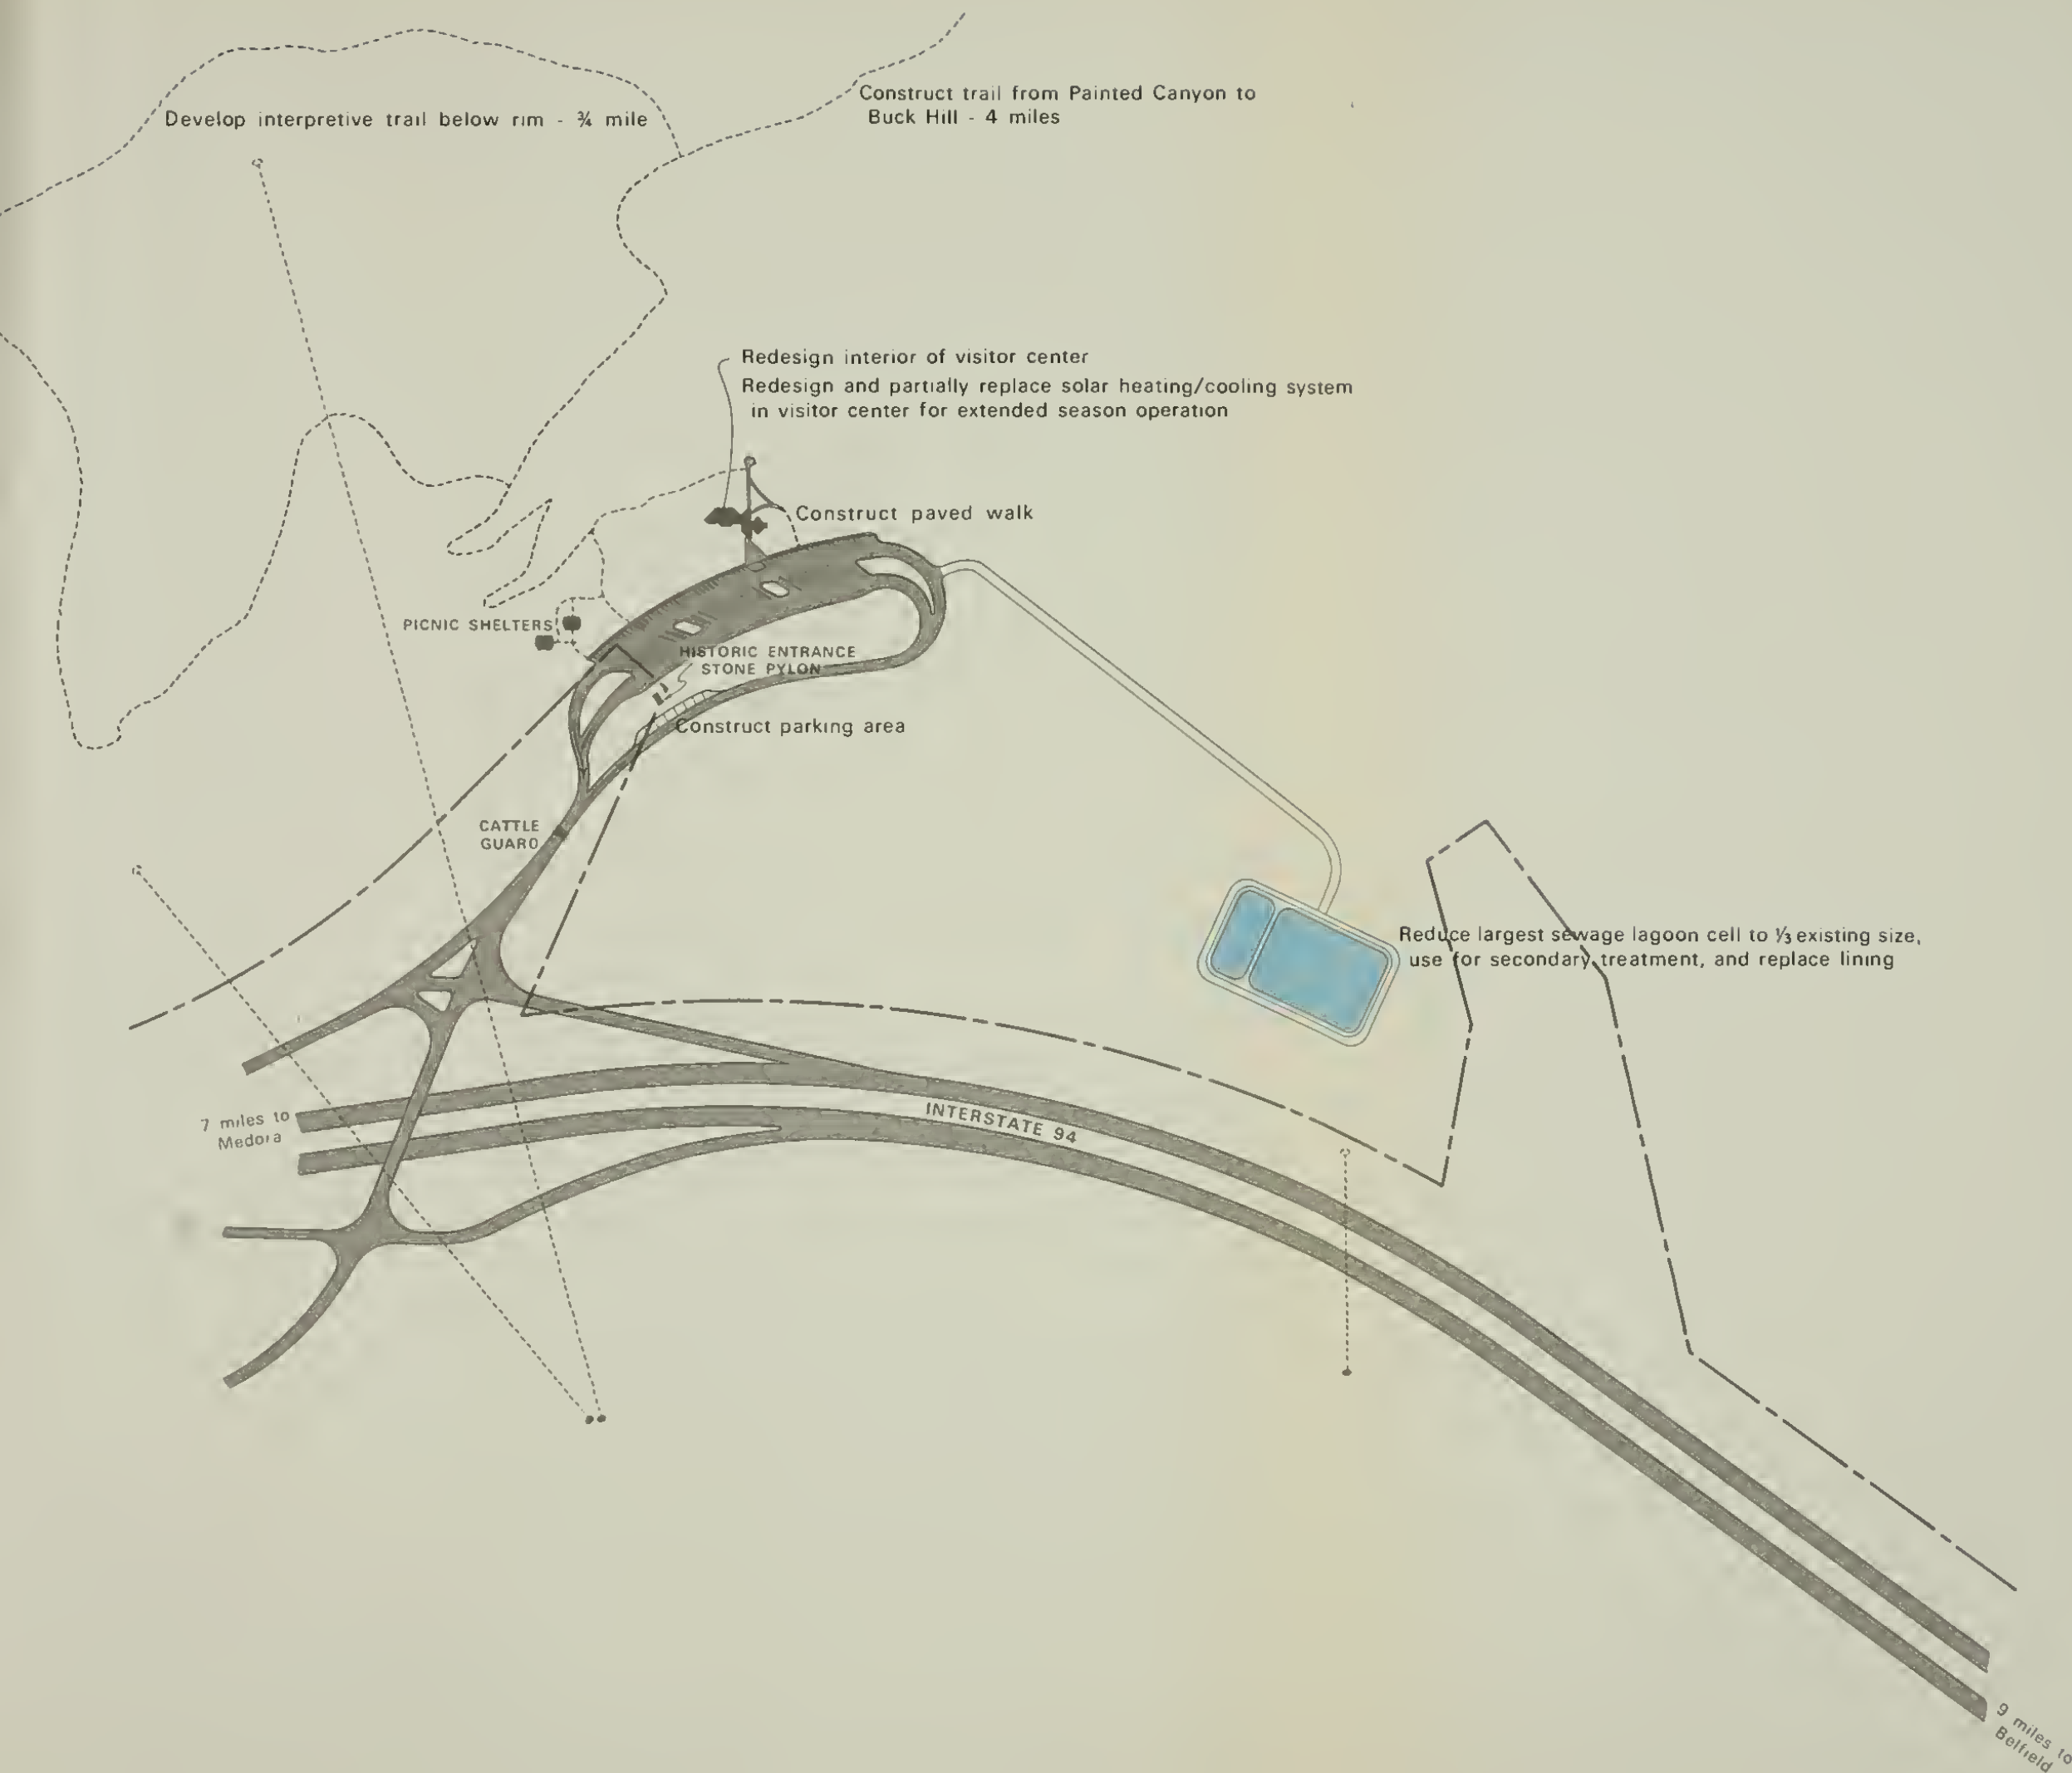 Construct trail from Painted Canyon to
Buck Hill - 4 miles
Develop interpretive trail below rim - ¾ mile
Redesign interior of visitor center
Redesign and partially replace solar heating/cooling system
in visitor center for extended season operation
Construct paved walk
PICNIC SHELTERS
HISTORIC ENTRANCE
STONE PYLON
Construct parking area
CATTLE
GUARD
Reduce largest sewage lagoon cell to ⅓ existing size,
use for secondary treatment, and replace lining
7 miles to
Medora
INTERSTATE 94
9 miles to
Belfield